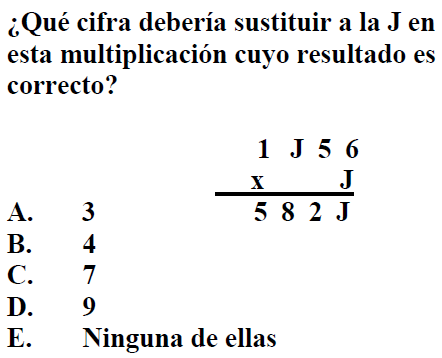 ¿Qué cifra debería sustituir a la J en
esta multiplicación cuyo resultado es
correcto?
1 J 5 6
x J
5 8 2 J
A. 3
B. 4
C. 7
D. 9
E. Ninguna de ellas